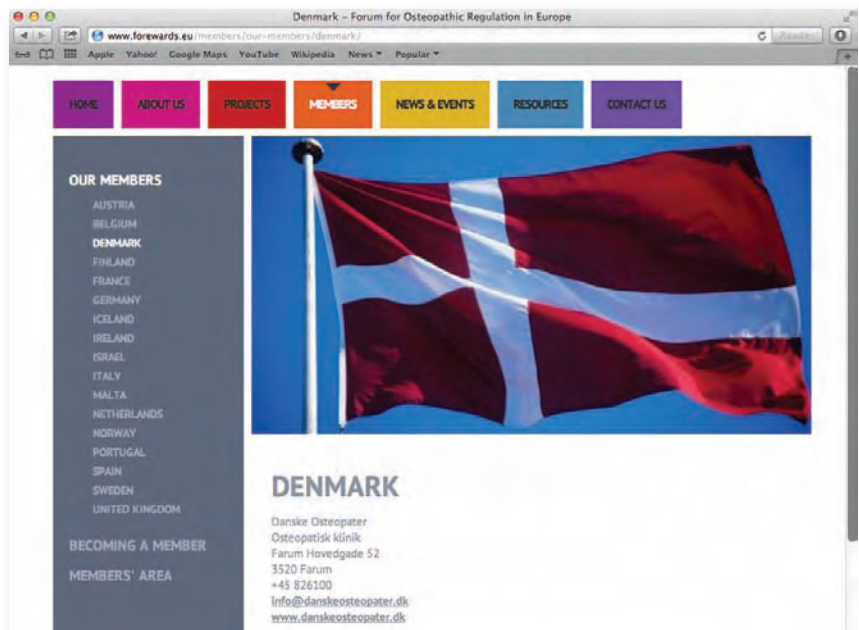 Denmark – Forum for Osteopathic Regulation in Europe
www.forewards.eu/members/our-members/denmark/
Reader
Apple Yahoo! Google Maps YouTube Wikipedia News Popular
HOME ABOUT US PROJECTS MEMBERS NEWS & EVENTS RESOURCES CONTACT US
OUR MEMBERS
AUSTRIA
BELGIUM
DENMARK
FINLAND
FRANCE
GERMANY
ICELAND
IRELAND
ISRAEL
ITALY
MALTA
NETHERLANDS
NORWAY
PORTUGAL
SPAIN
SWEDEN
UNITED KINGDOM
BECOMING A MEMBER
MEMBERS' AREA
DENMARK
Danske Osteopater
Osteopatisk klinik
Farum Hovedgade 52
3520 Farum
+45 826100
info@danskeosteopater.dk
www.danskeosteopater.dk